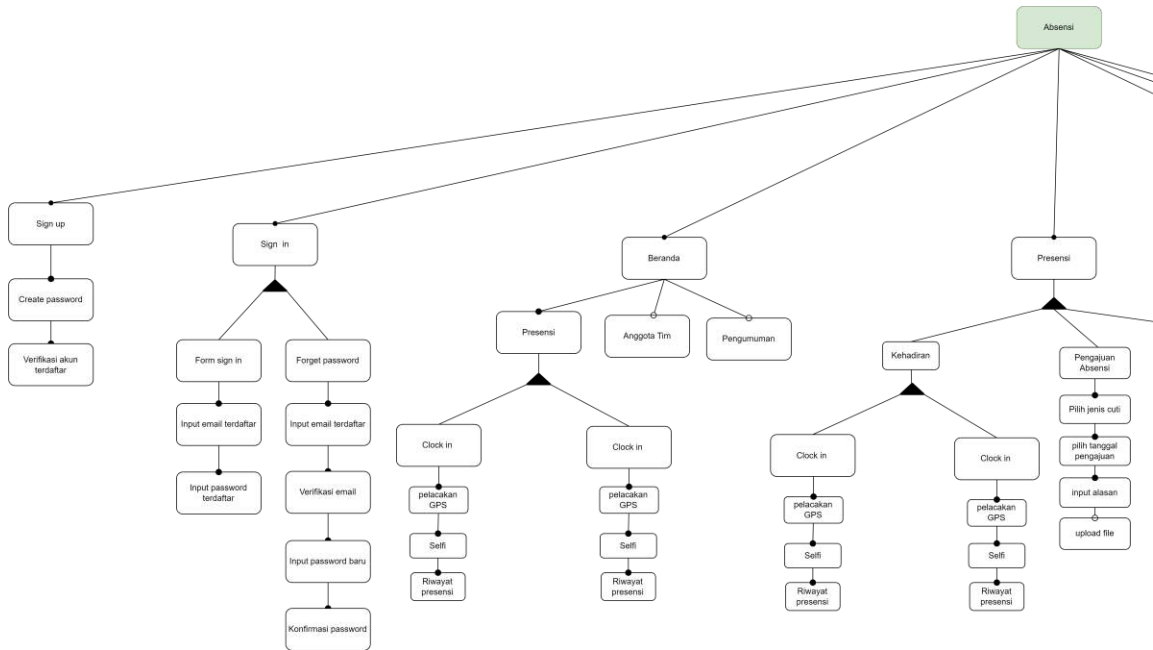 Absensi
Sign up
Create password
Verifikasi akun
terdaftar
Sign in
Form sign in
Input email terdaftar
Input password
terdaftar
Forget password
Input email terdaftar
Verifikasi email
Input password baru
Konfirmasi password
Beranda
Presensi
Clock in
pelacakan
GPS
Selfi
Riwayat
presensi
Clock in
pelacakan
GPS
Selfi
Riwayat
presensi
Anggota Tim
Pengumuman
Presensi
Kehadiran
Clock in
pelacakan
GPS
Selfi
Riwayat
presensi
Clock in
pelacakan
GPS
Selfi
Riwayat
presensi
Pengajuan
Absensi
Pilih jenis cuti
pilih tanggal
pengajuan
input alasan
upload file